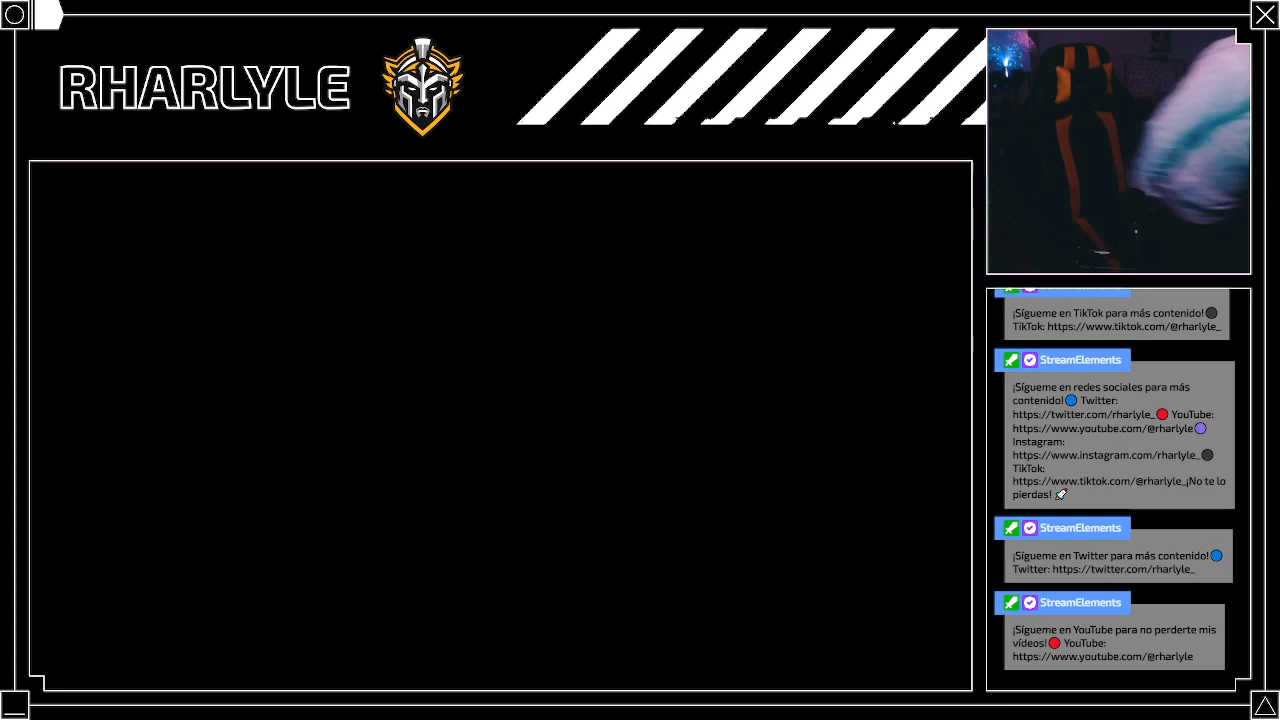 RHARLYLE
¡Sígueme en TikTok para más contenido!
TikTok: https://www.tiktok.com/@rharlyle_
StreamElements
¡Sígueme en redes sociales para más
contenido! Twitter:
https://twitter.com/rharlyle_ YouTube:
https://www.youtube.com/@rharlyle
Instagram:
https://www.instagram.com/rharlyle_
TikTok:
https://www.tiktok.com/@rharlyle_¡No te lo
pierdas!
StreamElements
¡Sígueme en Twitter para más contenido!
Twitter: https://twitter.com/rharlyle_
StreamElements
¡Sígueme en YouTube para no perderte mis
vídeos! YouTube:
https://www.youtube.com/@rharlyle